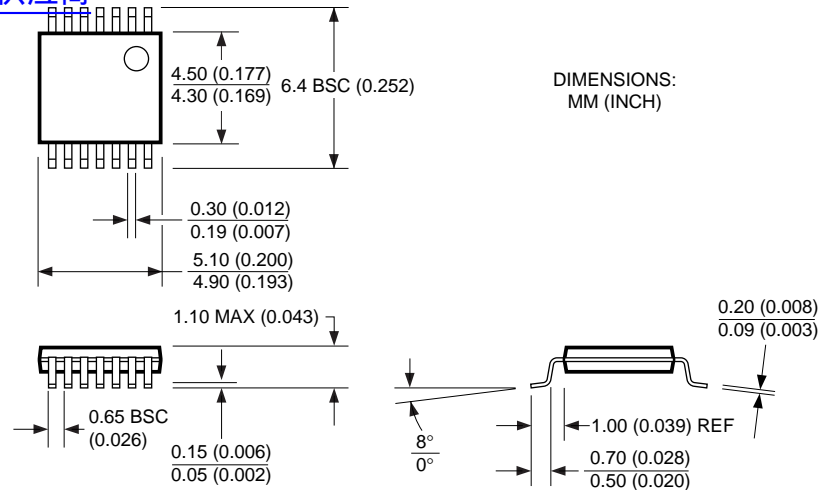 供应商
4.50 (0.177)
4.30 (0.169)
6.4 BSC (0.252)
DIMENSIONS:
MM (INCH)
0.30 (0.012)
0.19 (0.007)
5.10 (0.200)
4.90 (0.193)
1.10 MAX (0.043)
0.20 (0.008)
0.09 (0.003)
0.65 BSC
(0.026)
0.15 (0.006)
0.05 (0.002)
8°
0°
1.00 (0.039) REF
0.70 (0.028)
0.50 (0.020)